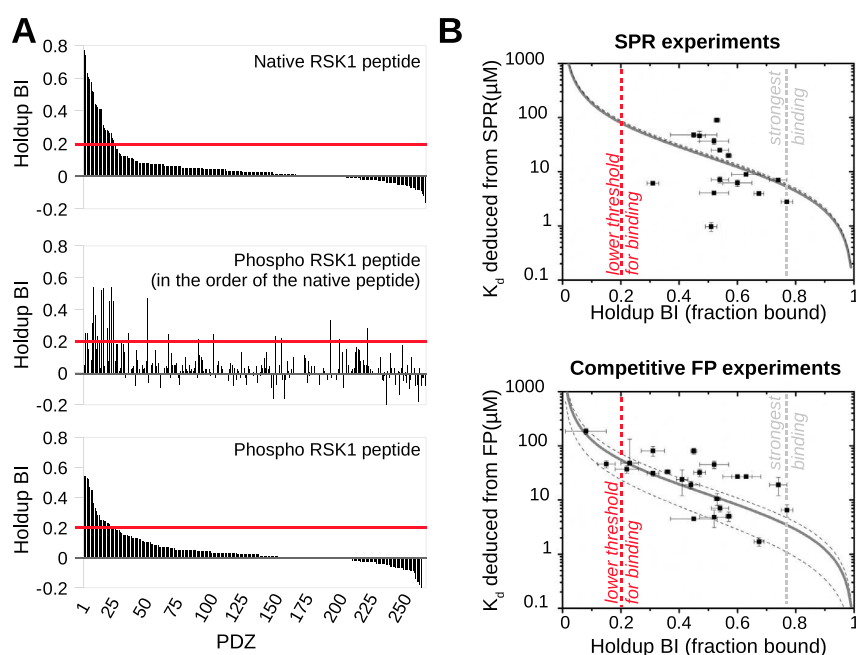 A
0.8
0.6
0.4
0.2
0
-0.2
Holdup BI
Native RSK1 peptide
0.8
0.6
0.4
0.2
0
-0.2
Holdup BI
Phospho RSK1 peptide
(in the order of the native peptide)
0.8
0.6
0.4
0.2
0
-0.2
Holdup BI
Phospho RSK1 peptide
1
25
50
75
100
125
150
175
200
225
250
PDZ
B
SPR experiments
1000
100
10
1
0.1
Kd deduced from SPR(µM)
lower threshold
for binding
strongest
binding
0 0.2 0.4 0.6 0.8 1
Holdup BI (fraction bound)
Competitive FP experiments
1000
100
10
1
0.1
Kd deduced from FP(µM)
lower threshold
for binding
strongest
binding
0 0.2 0.4 0.6 0.8 1
Holdup BI (fraction bound)